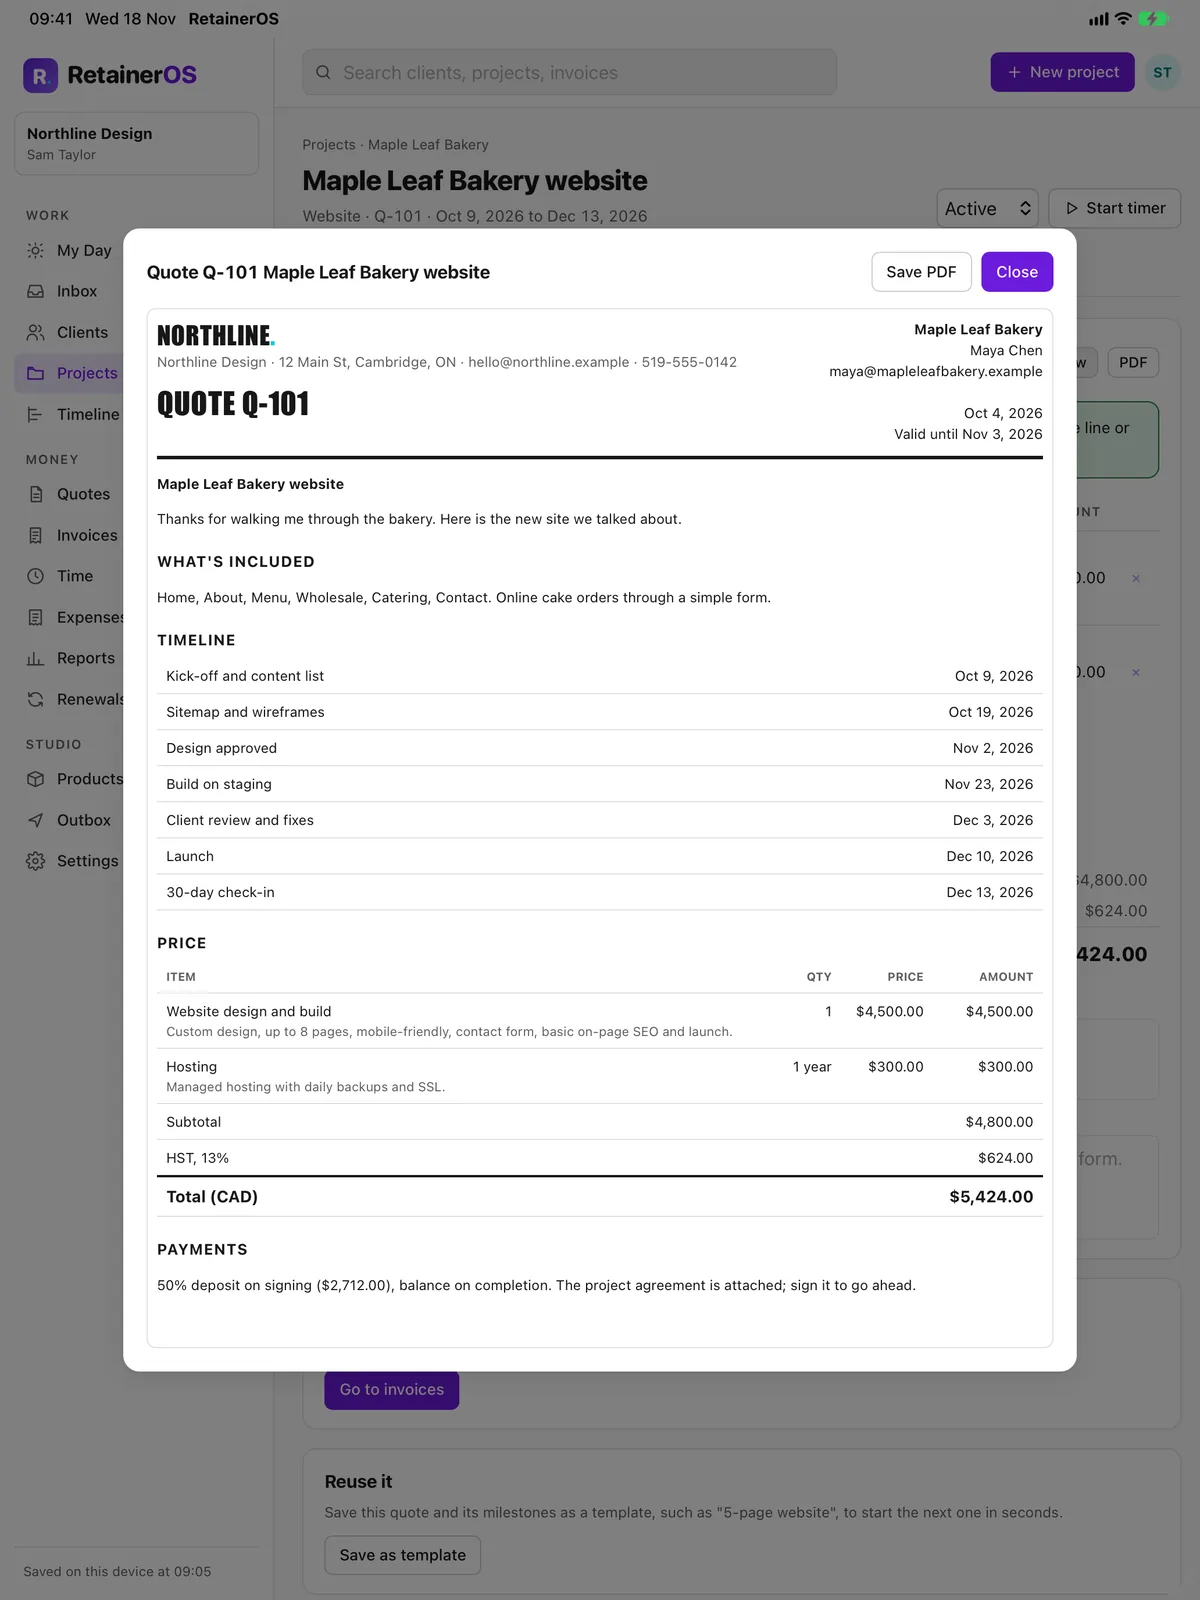 09:41 Wed 18 Nov RetainerOS
R. RetainerOS
Search clients, projects, invoices
+ New project
ST
Northline Design
Sam Taylor
WORK
My Day
Inbox
Clients
Projects
Timeline
MONEY
Quotes
Invoices
Time
Expenses
Reports
Renewals
STUDIO
Products
Outbox
Settings
Saved on this device at 09:05
Projects · Maple Leaf Bakery
Maple Leaf Bakery website
Website · Q-101 · Oct 9, 2026 to Dec 13, 2026
Active
Start timer
PDF
line or
0.00 ×
0.00 ×
$4,800.00
$624.00
424.00
form.
Quote Q-101 Maple Leaf Bakery website
Save PDF
Close
NORTHLINE.
Northline Design · 12 Main St, Cambridge, ON · hello@northline.example · 519-555-0142
QUOTE Q-101
Maple Leaf Bakery
Maya Chen
maya@mapleleafbakery.example
Oct 4, 2026
Valid until Nov 3, 2026
Maple Leaf Bakery website
Thanks for walking me through the bakery. Here is the new site we talked about.
WHAT'S INCLUDED
Home, About, Menu, Wholesale, Catering, Contact. Online cake orders through a simple form.
TIMELINE
Kick-off and content list Oct 9, 2026
Sitemap and wireframes Oct 19, 2026
Design approved Nov 2, 2026
Build on staging Nov 23, 2026
Client review and fixes Dec 3, 2026
Launch Dec 10, 2026
30-day check-in Dec 13, 2026
PRICE
ITEM QTY PRICE AMOUNT
Website design and build 1 $4,500.00 $4,500.00
Custom design, up to 8 pages, mobile-friendly, contact form, basic on-page SEO and launch.
Hosting 1 year $300.00 $300.00
Managed hosting with daily backups and SSL.
Subtotal $4,800.00
HST, 13% $624.00
Total (CAD) $5,424.00
PAYMENTS
50% deposit on signing ($2,712.00), balance on completion. The project agreement is attached; sign it to go ahead.
Go to invoices
Reuse it
Save this quote and its milestones as a template, such as "5-page website", to start the next one in seconds.
Save as template